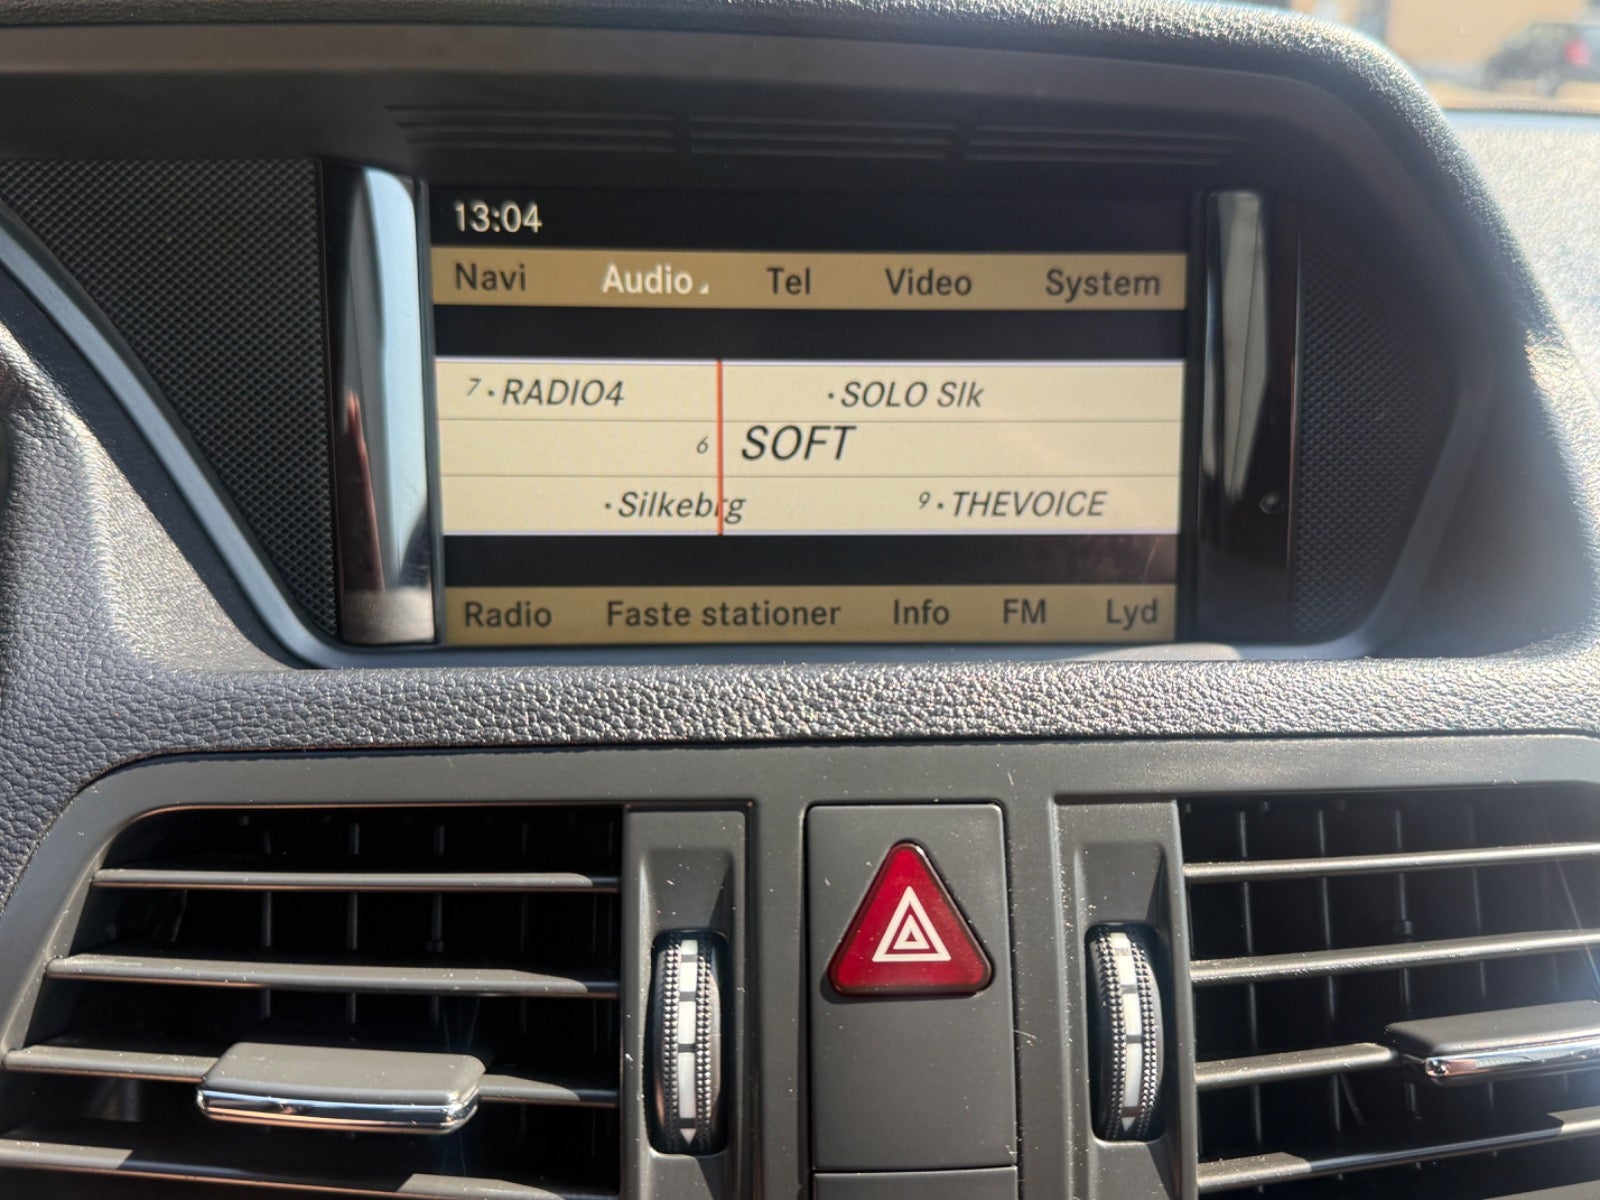 13:04
Navi Audio Tel Video System
7 · RADIO4 · SOLO Slk
6 SOFT
· Silkebrg 9 · THEVOICE
Radio Faste stationer Info FM Lyd